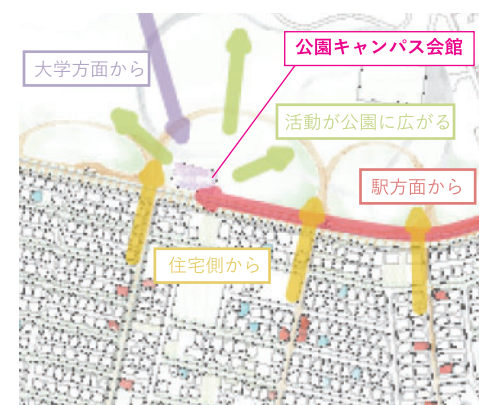 公園キャンパス会館
大学方面から
活動が公園に広がる
駅方面から
住宅側から